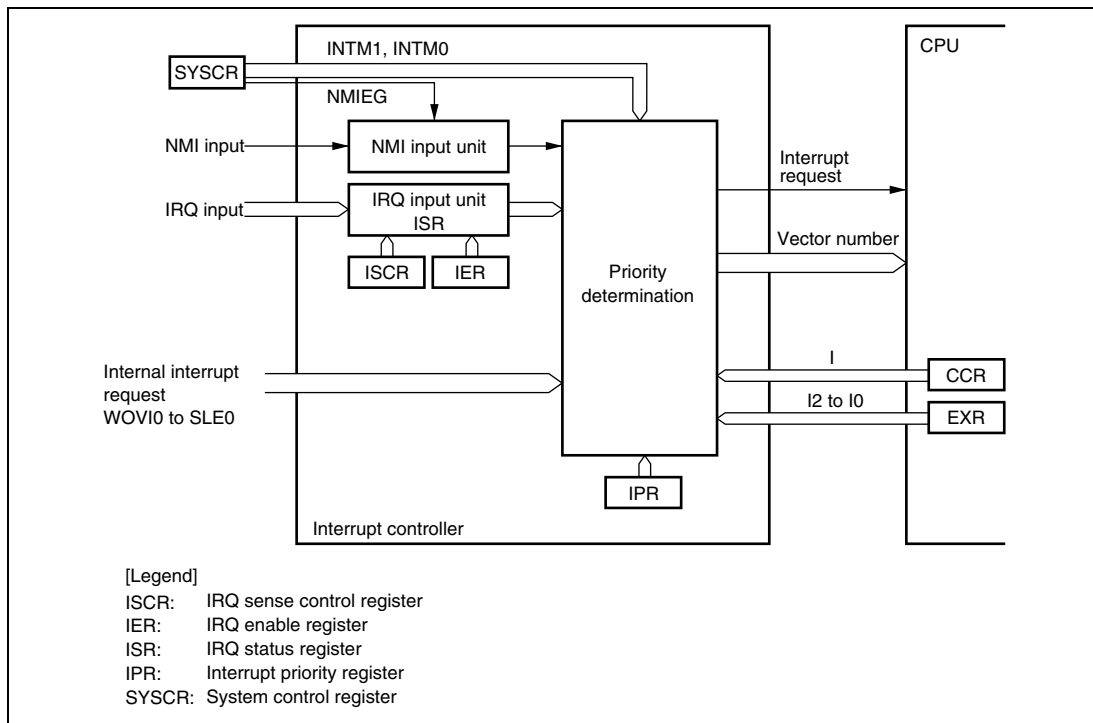 INTM1, INTM0
CPU
SYSCR
NMIEG
NMI input
NMI input unit
Interrupt
request
IRQ input
IRQ input unit
ISR
Vector number
ISCR
IER
Priority
determination
Internal interrupt
request
WOVI0 to SLE0
I
CCR
I2 to I0
EXR
IPR
Interrupt controller
[Legend]
ISCR: IRQ sense control register
IER: IRQ enable register
ISR: IRQ status register
IPR: Interrupt priority register
SYSCR: System control register